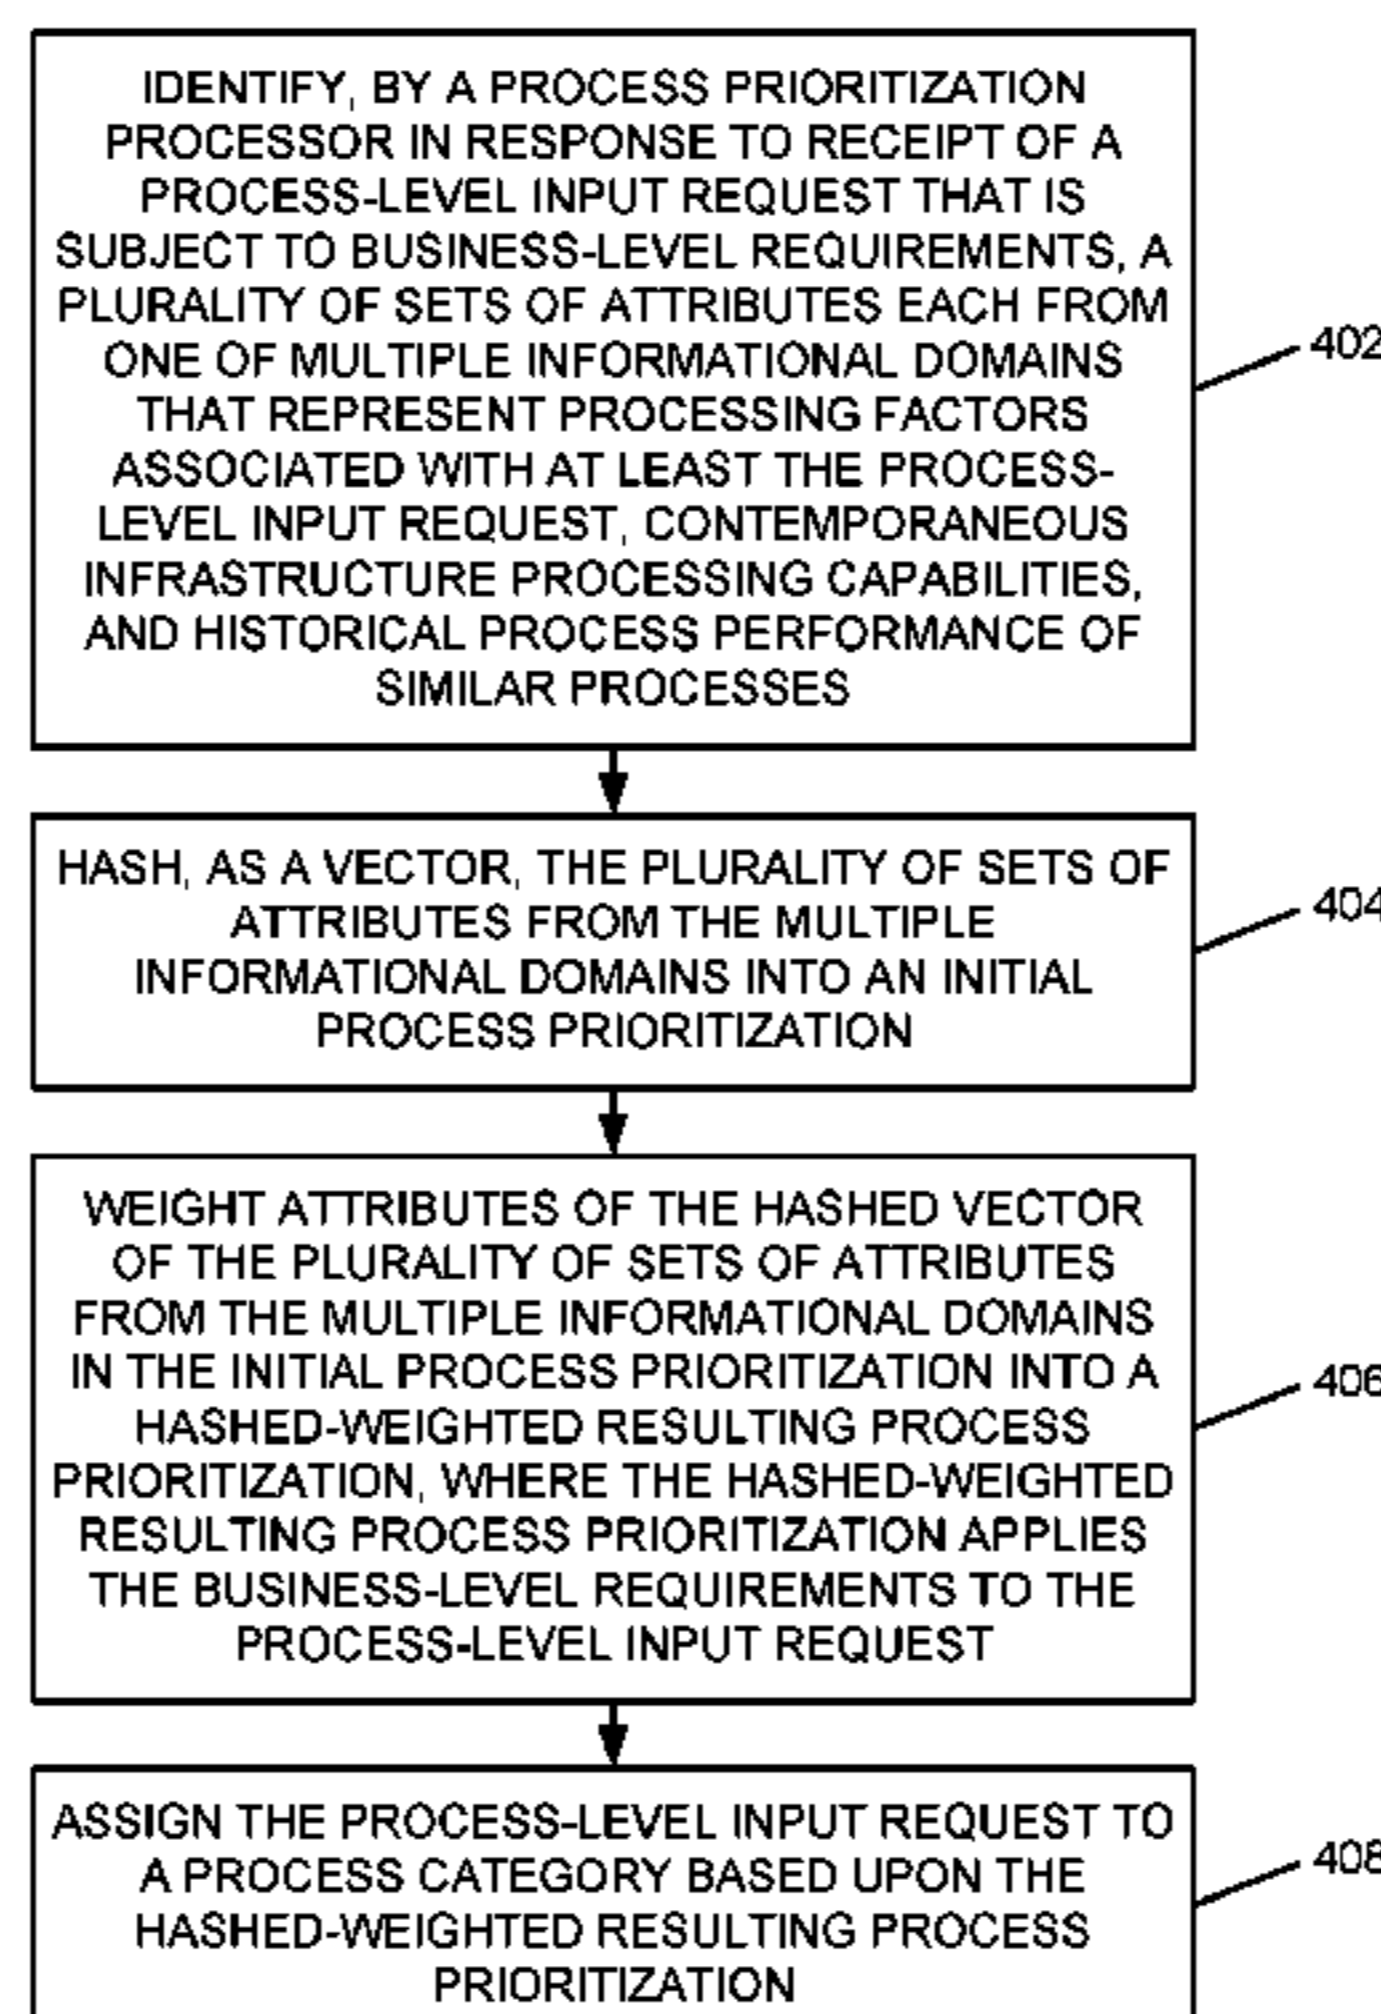 IDENTIFY, BY A PROCESS PRIORITIZATION
PROCESSOR IN RESPONSE TO RECEIPT OF A
PROCESS-LEVEL INPUT REQUEST THAT IS
SUBJECT TO BUSINESS-LEVEL REQUIREMENTS, A
PLURALITY OF SETS OF ATTRIBUTES EACH FROM
ONE OF MULTIPLE INFORMATIONAL DOMAINS
THAT REPRESENT PROCESSING FACTORS
ASSOCIATED WITH AT LEAST THE PROCESS-
LEVEL INPUT REQUEST, CONTEMPORANEOUS
INFRASTRUCTURE PROCESSING CAPABILITIES,
AND HISTORICAL PROCESS PERFORMANCE OF
SIMILAR PROCESSES
402
HASH, AS A VECTOR, THE PLURALITY OF SETS OF
ATTRIBUTES FROM THE MULTIPLE
INFORMATIONAL DOMAINS INTO AN INITIAL
PROCESS PRIORITIZATION
404
WEIGHT ATTRIBUTES OF THE HASHED VECTOR
OF THE PLURALITY OF SETS OF ATTRIBUTES
FROM THE MULTIPLE INFORMATIONAL DOMAINS
IN THE INITIAL PROCESS PRIORITIZATION INTO A
HASHED-WEIGHTED RESULTING PROCESS
PRIORITIZATION, WHERE THE HASHED-WEIGHTED
RESULTING PROCESS PRIORITIZATION APPLIES
THE BUSINESS-LEVEL REQUIREMENTS TO THE
PROCESS-LEVEL INPUT REQUEST
406
ASSIGN THE PROCESS-LEVEL INPUT REQUEST TO
A PROCESS CATEGORY BASED UPON THE
HASHED-WEIGHTED RESULTING PROCESS
PRIORITIZATION
408